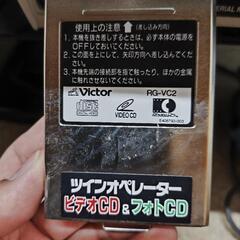 使用上の注意 (差し込み方向)
1.本機を抜き差しするときは、必ず本体の電源を
OFFしておいてください。
2.この面を上にして、矢印方向へ差し込んでくださ
い。
3.本機先端の接続部を指で触ったり、ほかの金属
に触れさせないでください。
Victor RG-VC2
VIDEO CD
ツインオペレーター
ビデオCD&フォトCD